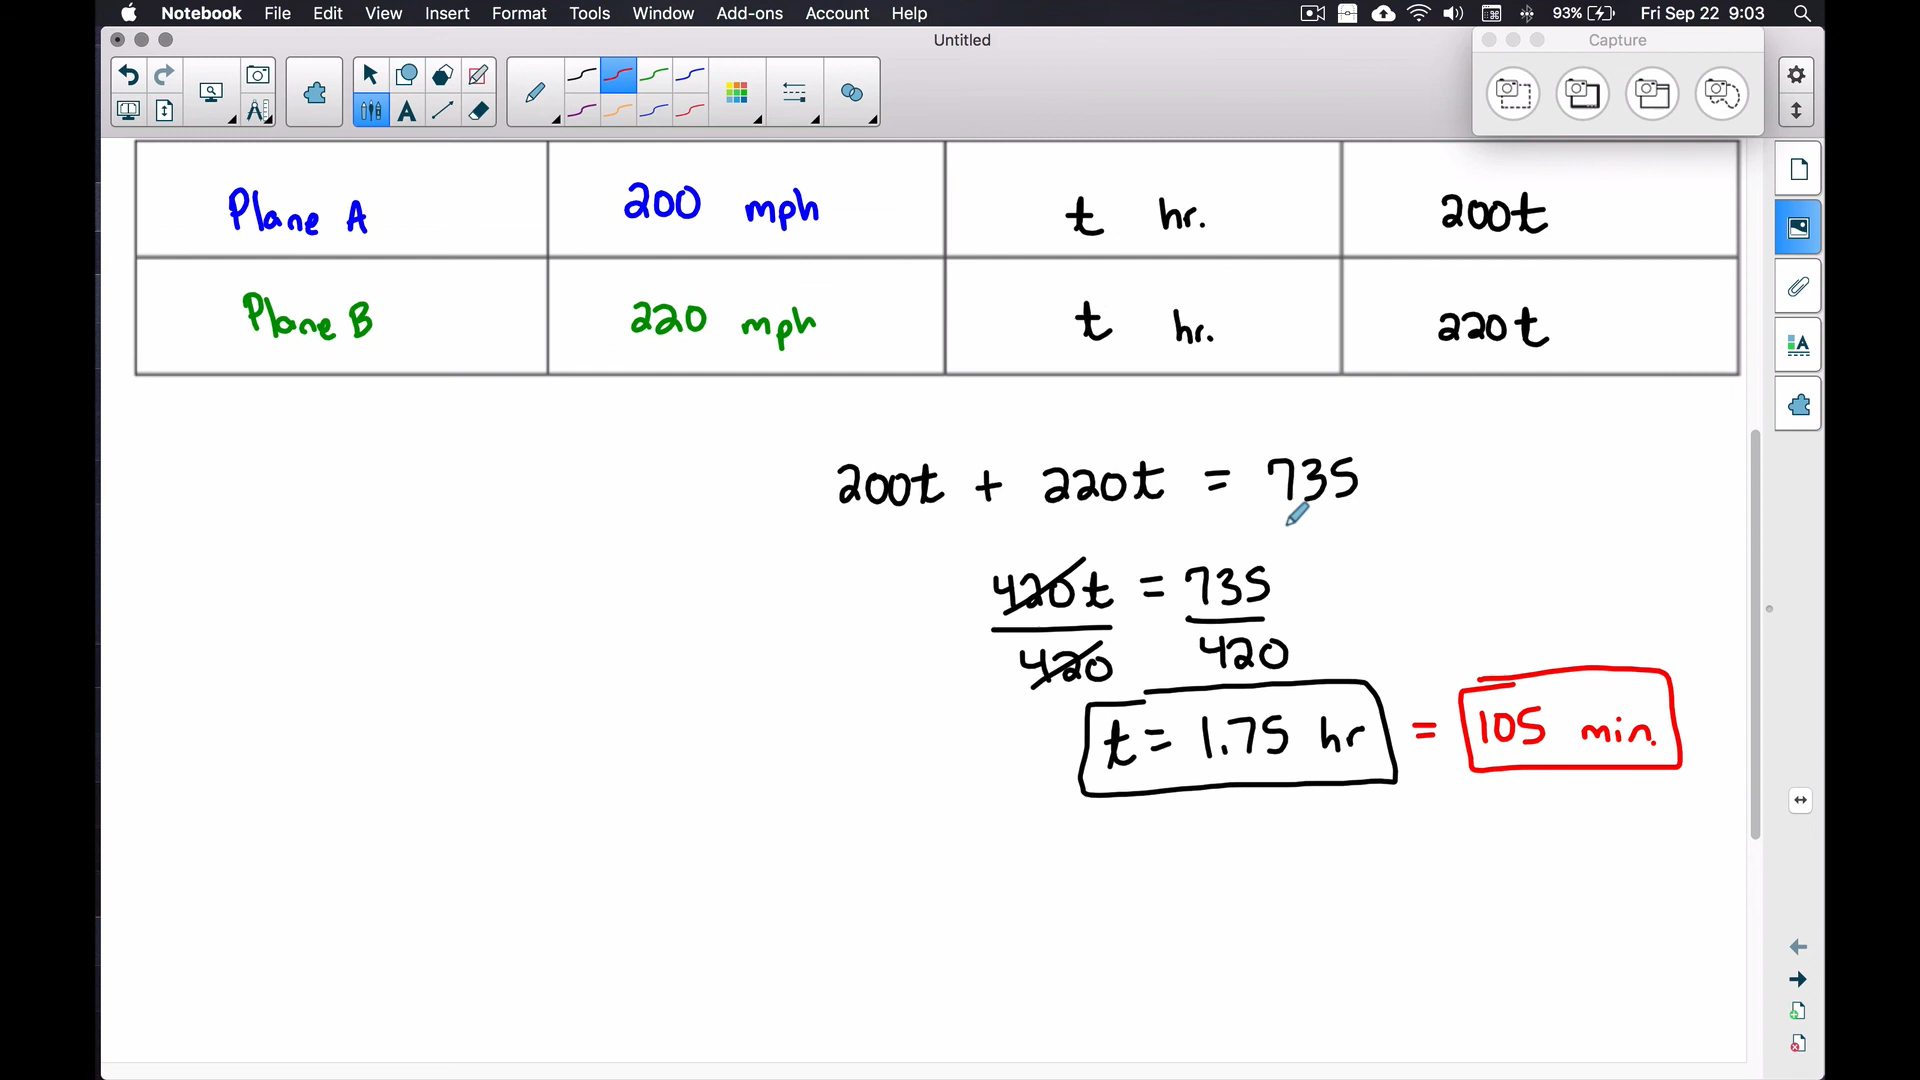 Notebook File Edit View Insert Format Tools Window Add-ons Account Help 93% Fri Sep 22 9:03
Untitled
Capture
Plane A 200 mph t hr. 200t
Plane B 220 mph t hr. 220t
200t + 220t = 735
420t = 735
420 420
t = 1.75 hr = 105 min.